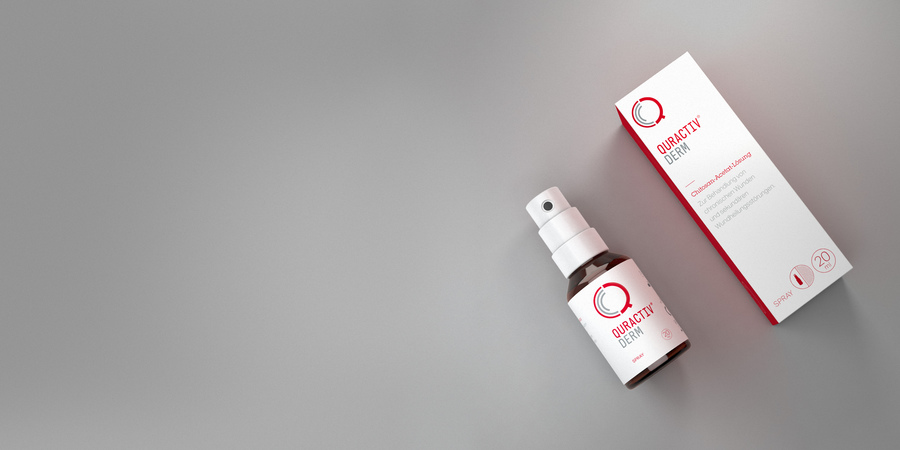 QURACTIV®
DERM
Chitosan-Acetat-Lösung
Zur Behandlung von
chronischen Wunden
und sekundären
Wundheilungsstörungen.
SPRAY
20
ml
QURACTIV®
DERM
SPRAY